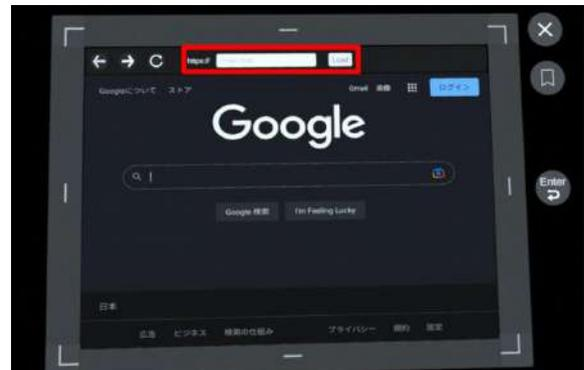 https:// Load
Googleについて ストア Gmail 画像 ログイン
Google
Google 検索 I'm Feeling Lucky
Enter
日本
広告 ビジネス 検索の仕組み プライバシー 規約 設定